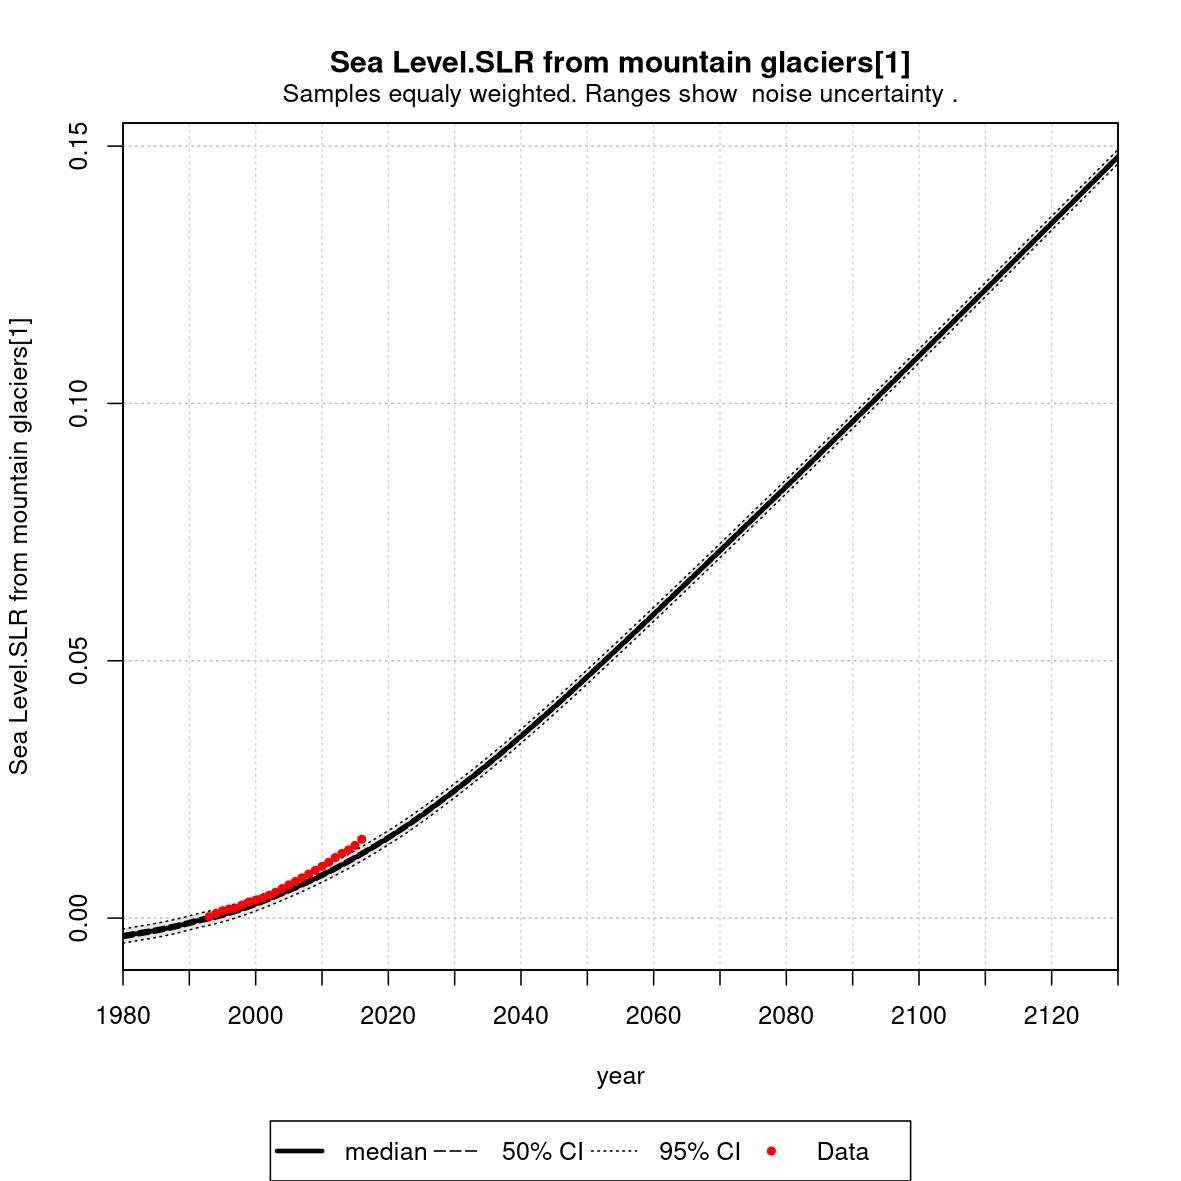 Sea Level.SLR from mountain glaciers[1]
Samples equaly weighted. Ranges show  noise uncertainty .
Sea Level.SLR from mountain glaciers[1]
0.15
0.10
0.05
0.00
1980 2000 2020 2040 2060 2080 2100 2120
year
median 50% CI 95% CI Data